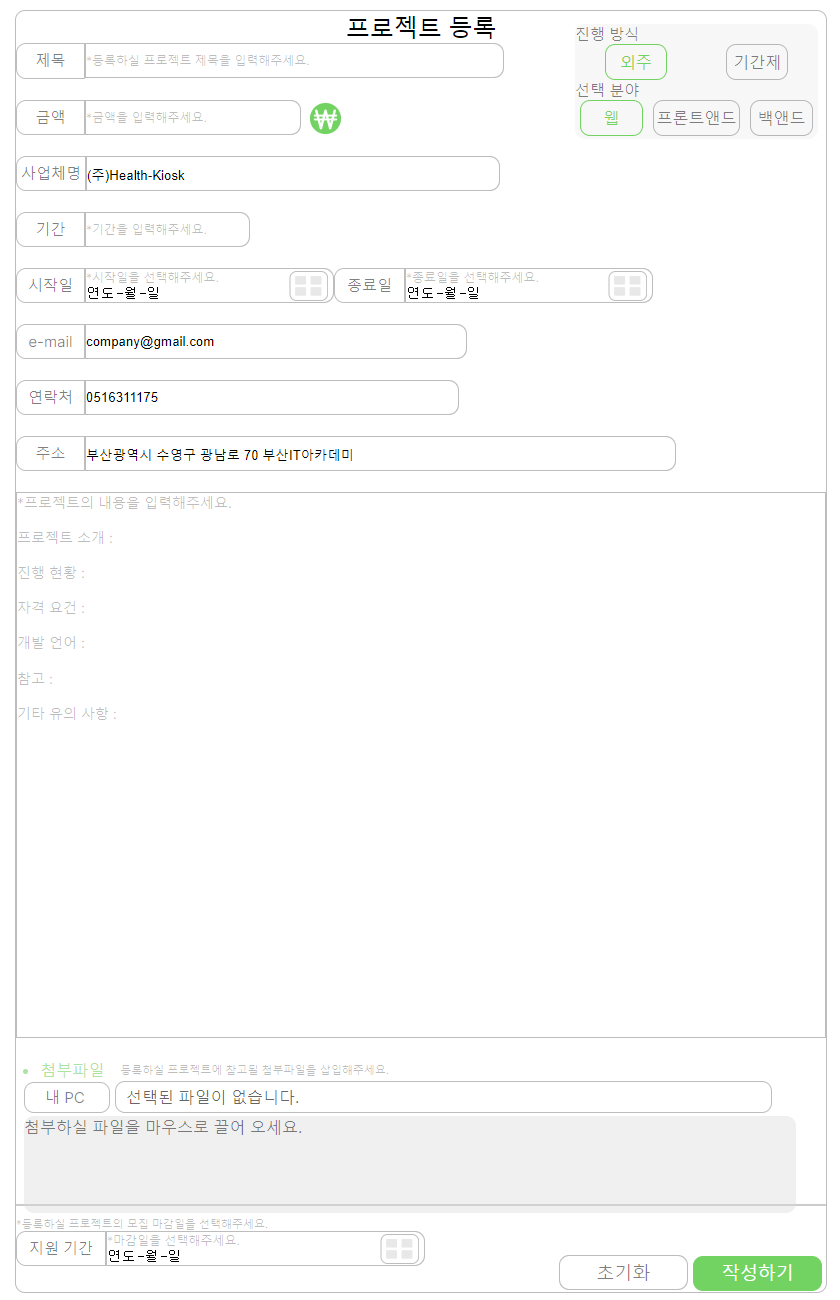 프로젝트 등록
진행 방식
외주 기간제
선택 분야
웹 프론트앤드 백앤드
제목 *등록하실 프로젝트 제목을 입력해주세요.
금액 *금액을 입력해주세요. ₩
사업체명 (주)Health-Kiosk
기간 *기간을 입력해주세요.
시작일 *시작일을 선택해주세요.
연도-월-일
종료일 *종료일을 선택해주세요.
연도-월-일
e-mail company@gmail.com
연락처 0516311175
주소 부산광역시 수영구 광남로 70 부산IT아카데미
*프로젝트의 내용을 입력해주세요.
프로젝트 소개 :
진행 현황 :
자격 요건 :
개발 언어 :
참고 :
기타 유의 사항 :
• 첨부파일 등록하실 프로젝트에 참고될 첨부파일을 삽입해주세요.
내 PC 선택된 파일이 없습니다.
첨부하실 파일을 마우스로 끌어 오세요.
*등록하실 프로젝트의 모집 마감일을 선택해주세요.
지원 기간 *마감일을 선택해주세요.
연도-월-일
초기화 작성하기